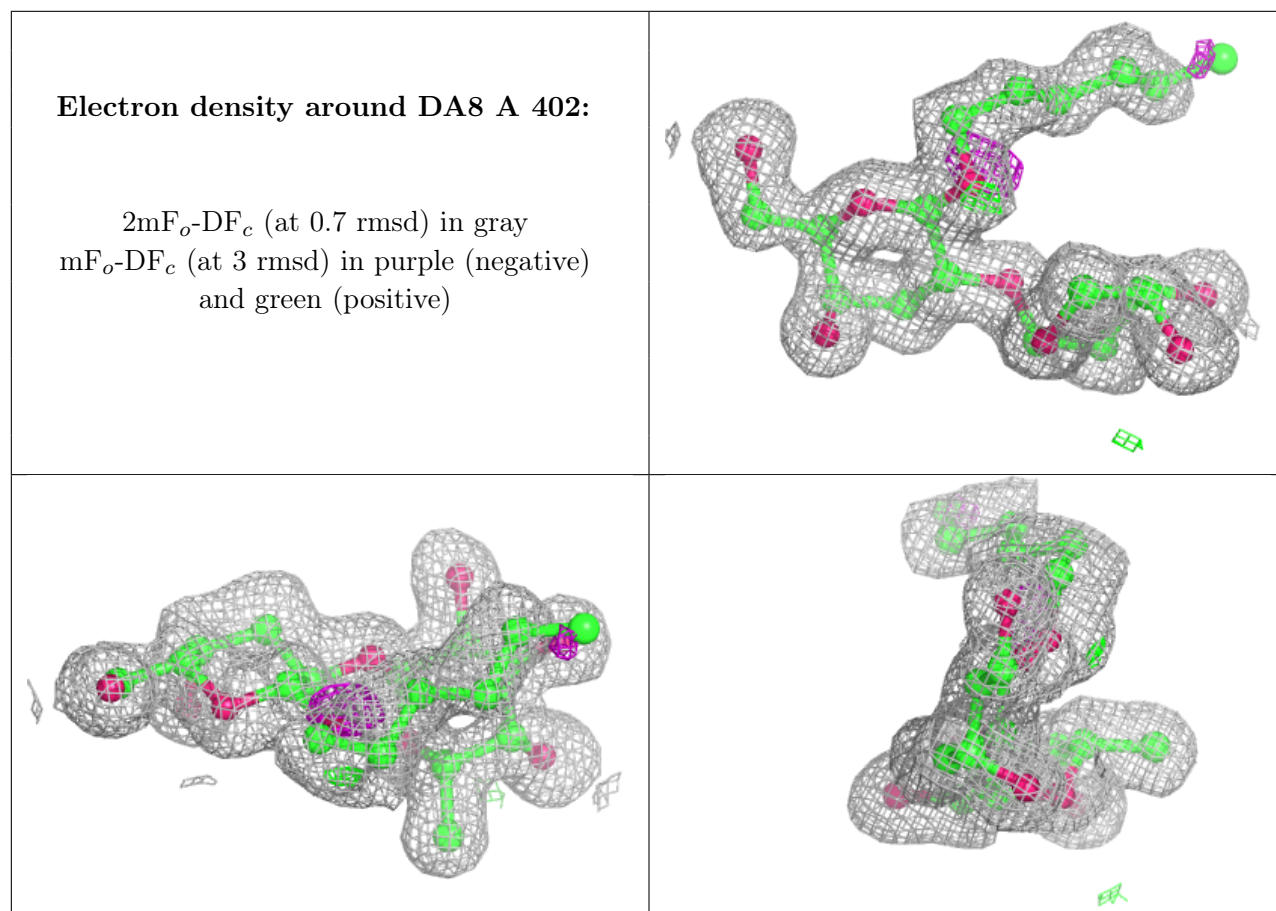 Electron density around DA8 A 402:
2mFo-DFc (at 0.7 rmsd) in gray
mFo-DFc (at 3 rmsd) in purple (negative)
and green (positive)